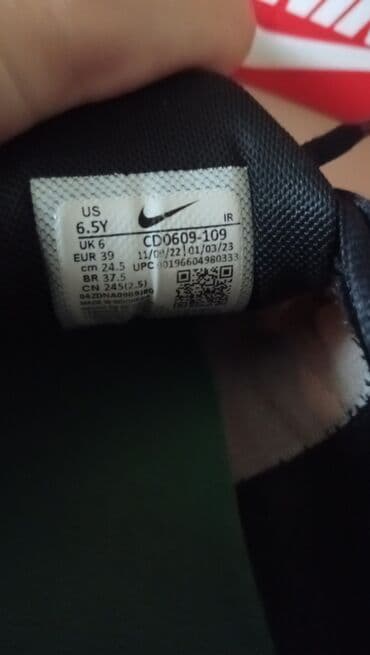 US
6.5Y
IR
UK 6
CD0609-109
EUR 39
11/09/22 01/03/23
cm 24.5
UPC 00196604980333
BR 37.5
CN 245(2.5)